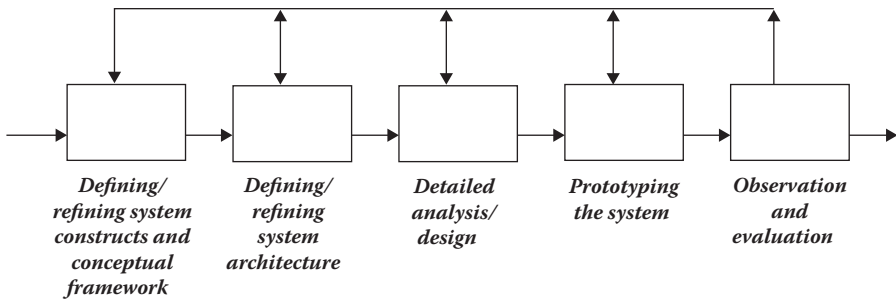 Defining/
refining system
constructs and
conceptual
framework
Defining/
refining
system
architecture
Detailed
analysis/
design
Prototyping
the system
Observation
and
evaluation